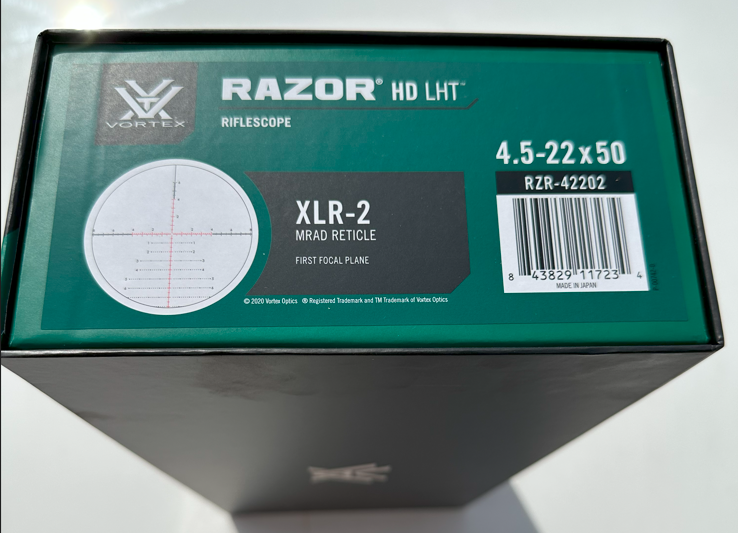 VORTEX
RAZOR® HD LHT™
RIFLESCOPE
4.5-22x50
RZR-42202
XLR-2
MRAD RETICLE
FIRST FOCAL PLANE
8 43829 11723 4
MADE IN JAPAN
© 2020 Vortex Optics ® Registered Trademark and TM Trademark of Vortex Optics